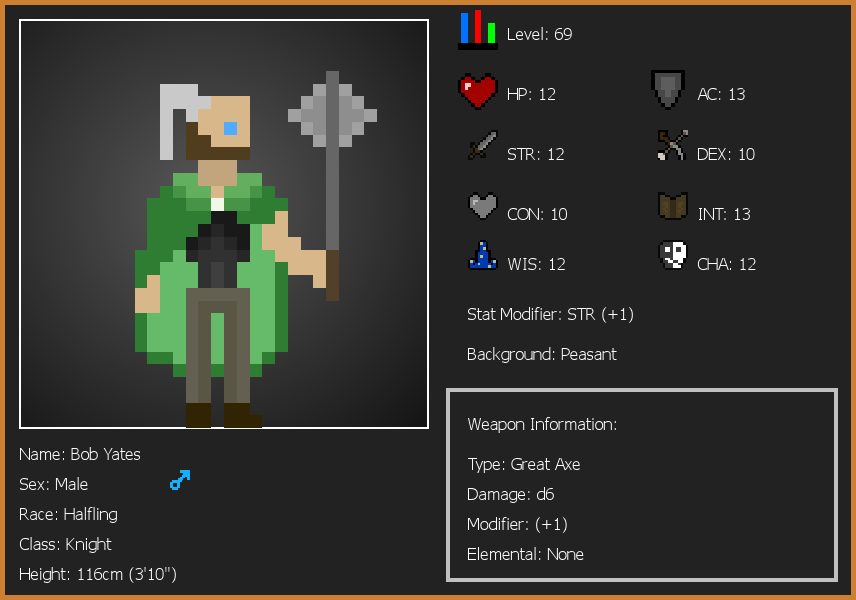 Level: 69
HP: 12
AC: 13
STR: 12
DEX: 10
CON: 10
INT: 13
WIS: 12
CHA: 12
Stat Modifier: STR (+1)
Background: Peasant
Weapon Information:
Type: Great Axe
Damage: d6
Modifier: (+1)
Elemental: None
Name: Bob Yates
Sex: Male
Race: Halfling
Class: Knight
Height: 116cm (3'10")